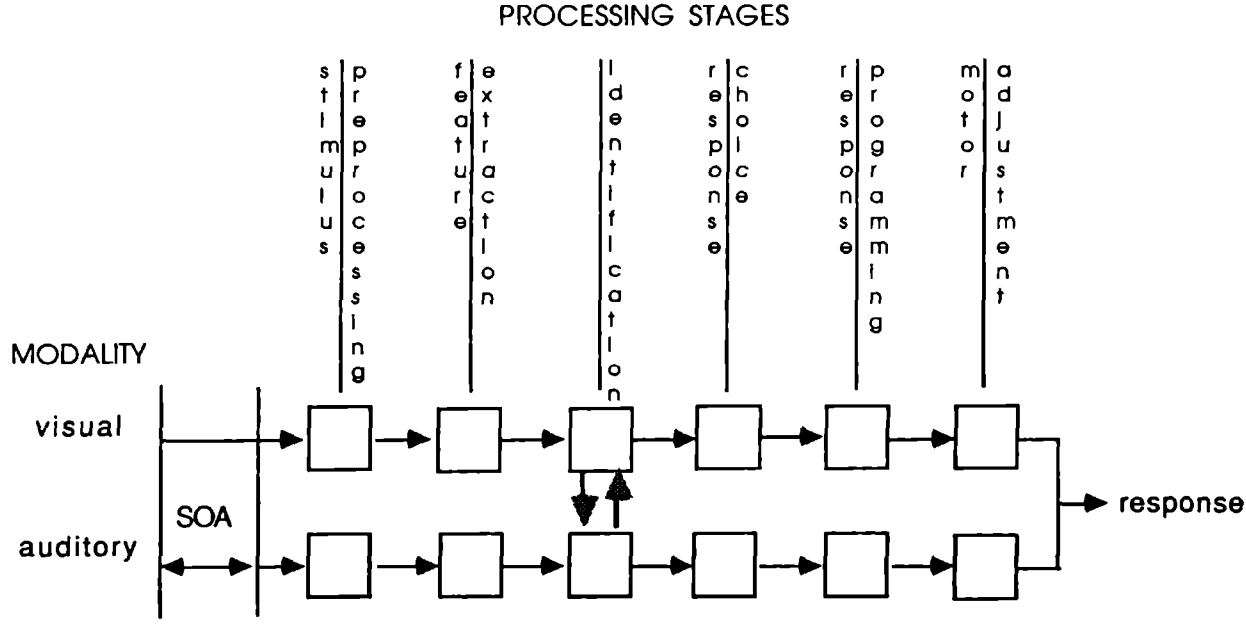 PROCESSING STAGES
stimulus
preprocessing
feature
extraction
Identification
response
choice
response
programming
motor
adjustment
MODALITY
visual
SOA
auditory
response